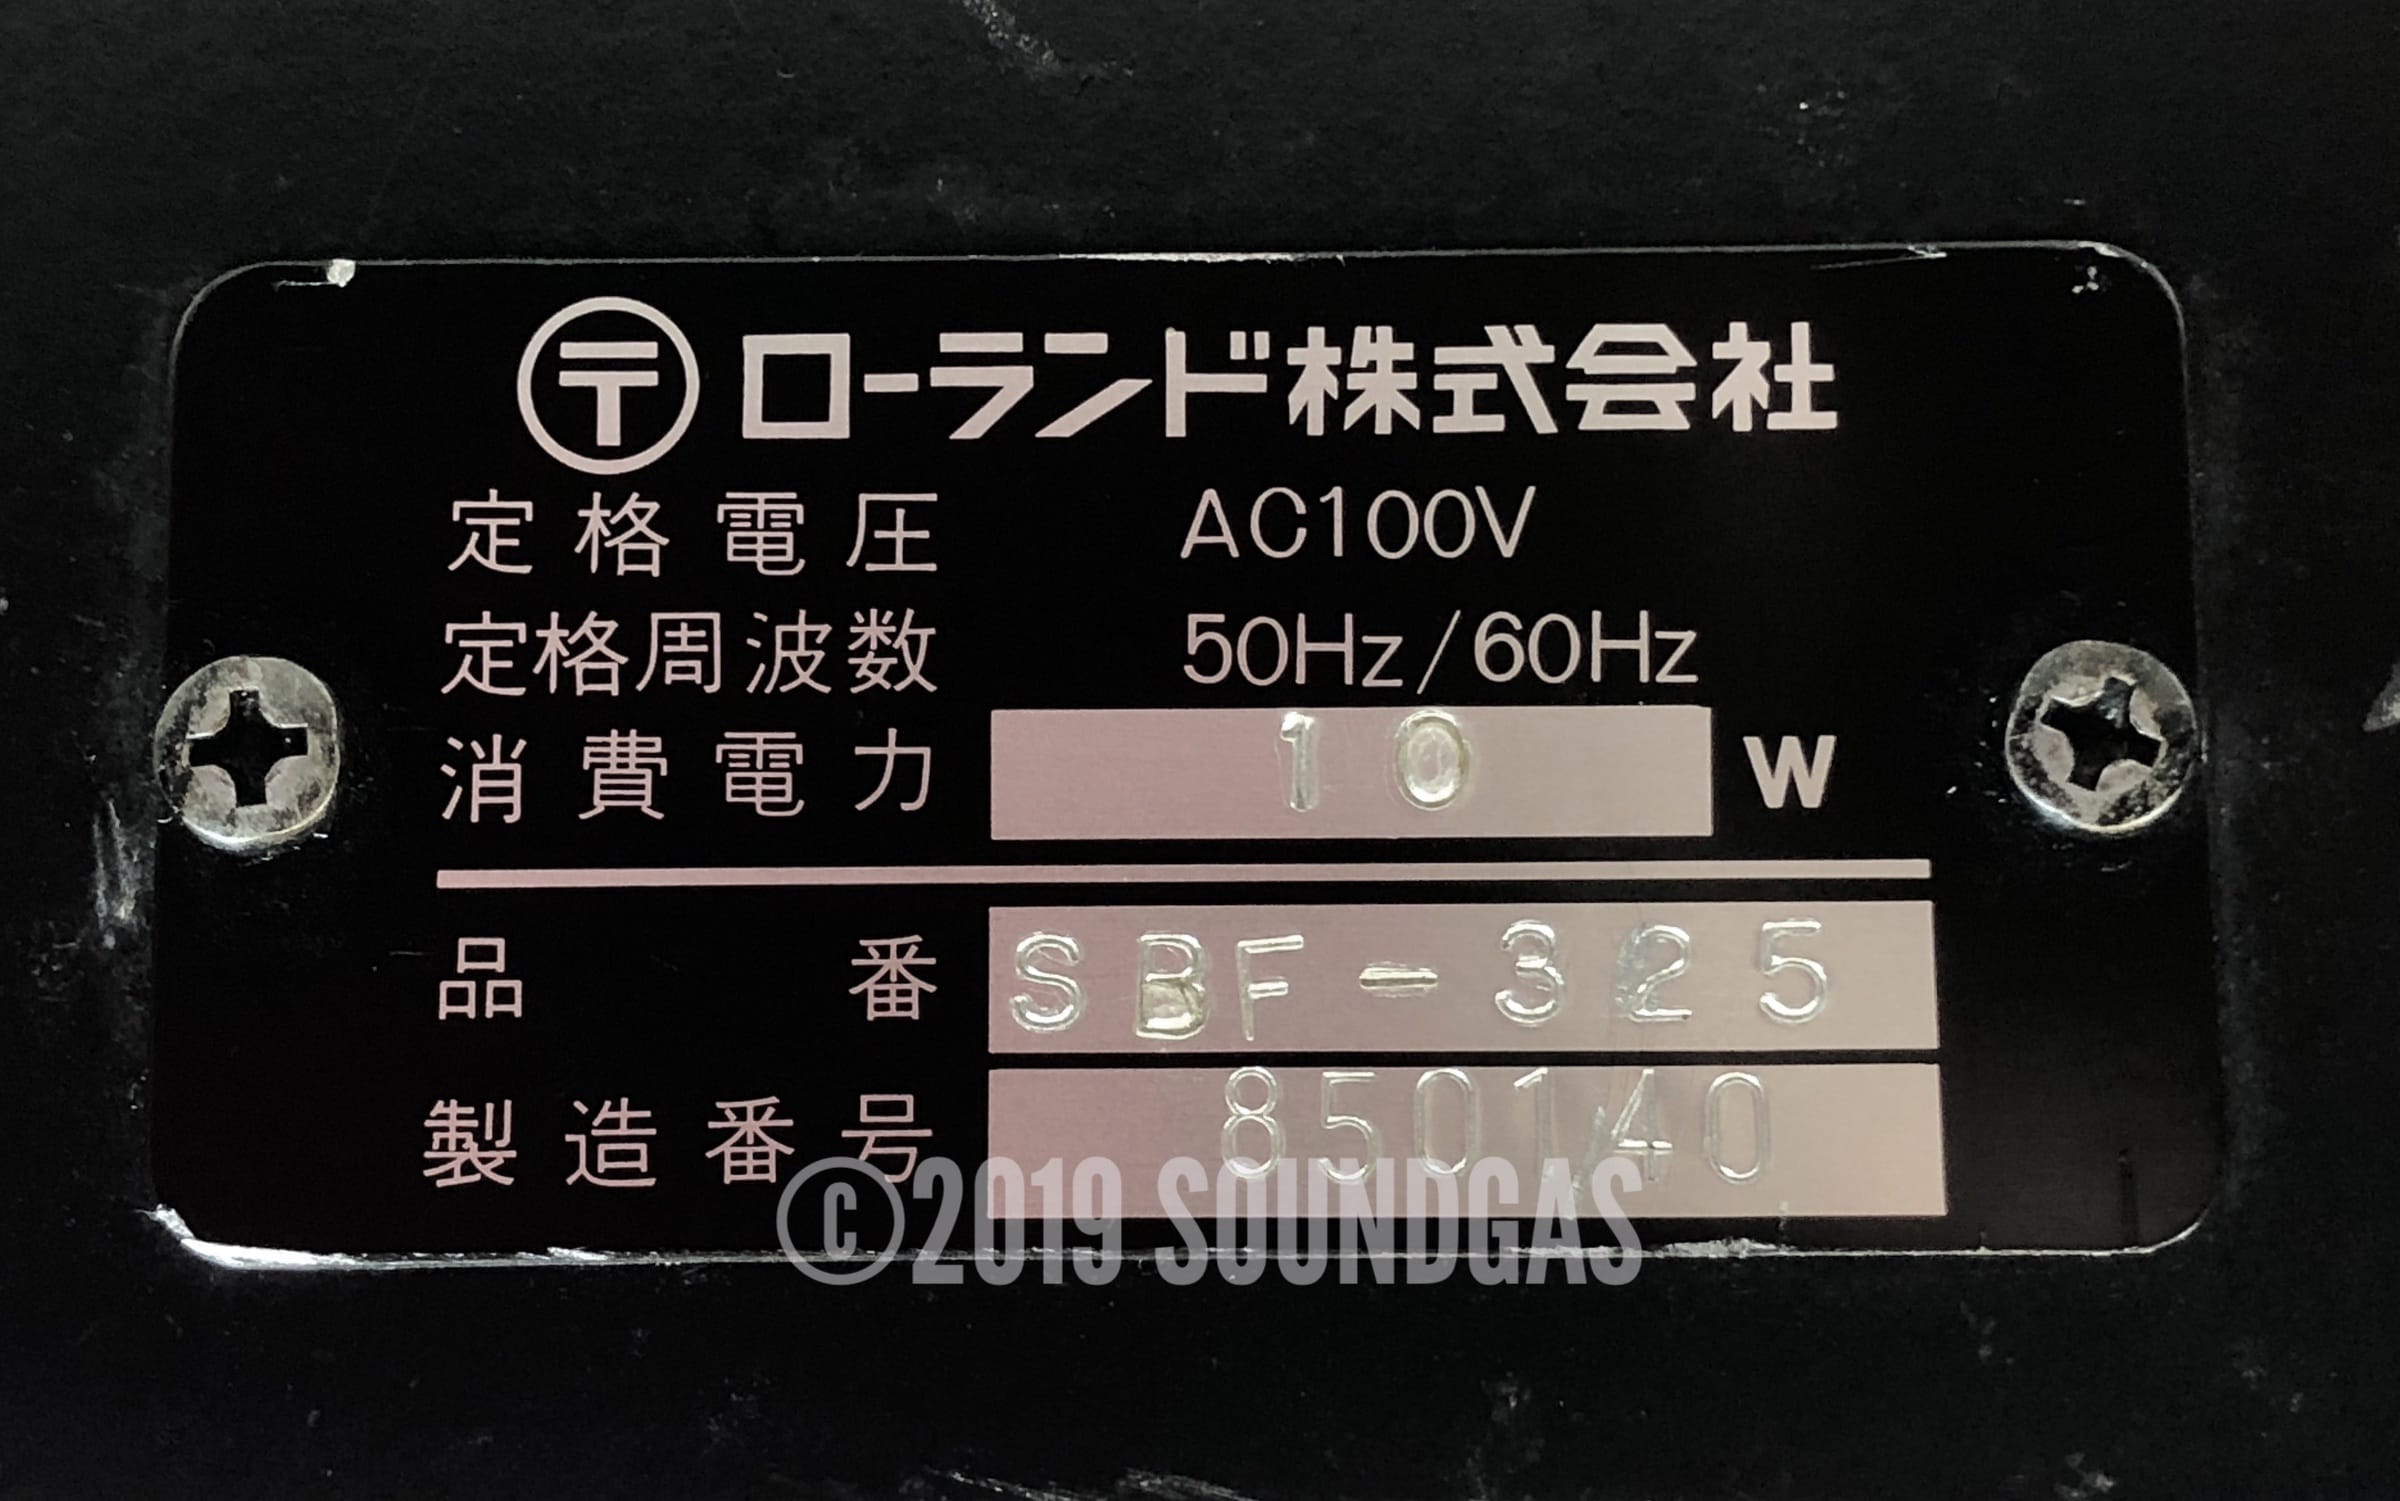 〶 ローランド株式会社
定格電圧 AC100V
定格周波数 50Hz/60Hz
消費電力 10 W
品番 SBF-325
製造番号 850140
©2019 SOUNDGAS